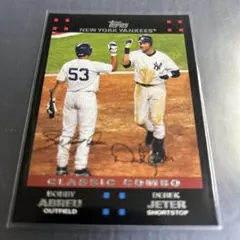 Topps
NEW YORK YANKEES
53
CLASSIC COMBO
BOBBY
ABREU
OUTFIELD
DEREK
JETER
SHORTSTOP